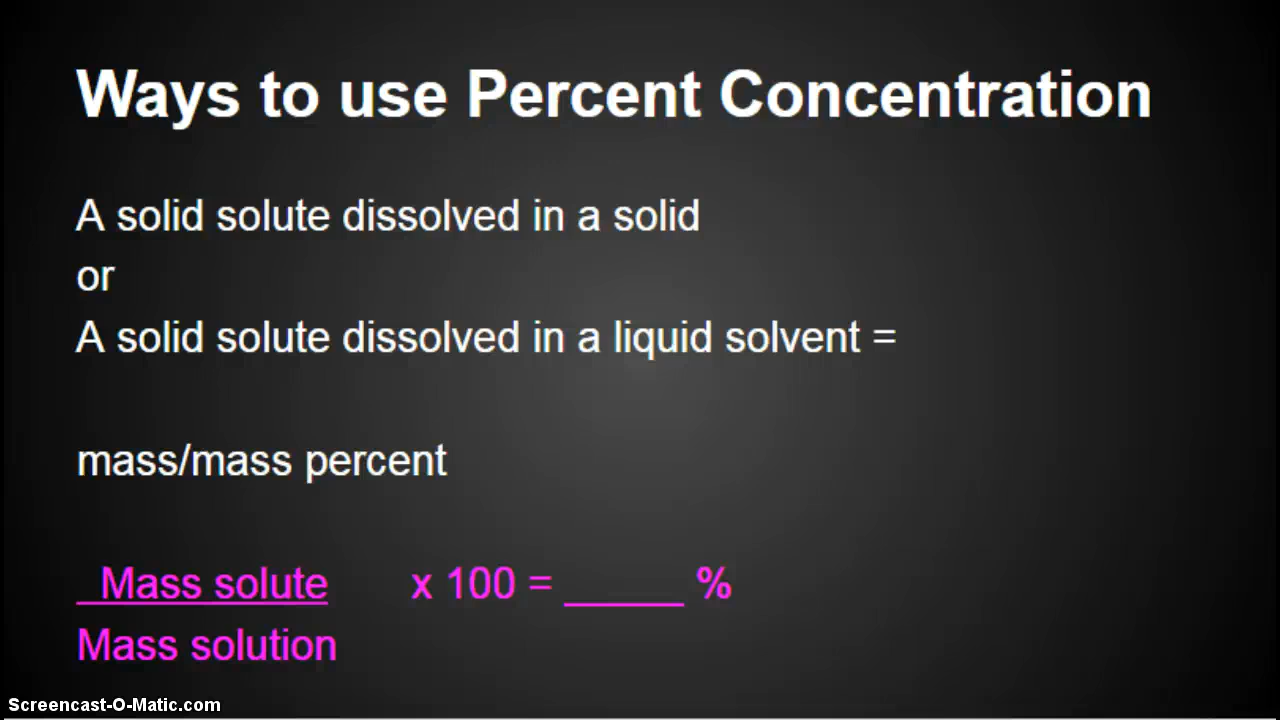 Ways to use Percent Concentration
A solid solute dissolved in a solid
or
A solid solute dissolved in a liquid solvent =
mass/mass percent
Mass solute x 100 = _____ %
Mass solution
Screencast-O-Matic.com